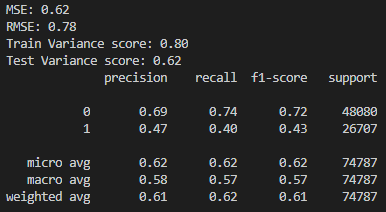 MSE: 0.62
RMSE: 0.78
Train Variance score: 0.80
Test Variance score: 0.62
precision recall f1-score support
0 0.69 0.74 0.72 48080
1 0.47 0.40 0.43 26707
micro avg 0.62 0.62 0.62 74787
macro avg 0.58 0.57 0.57 74787
weighted avg 0.61 0.62 0.61 74787